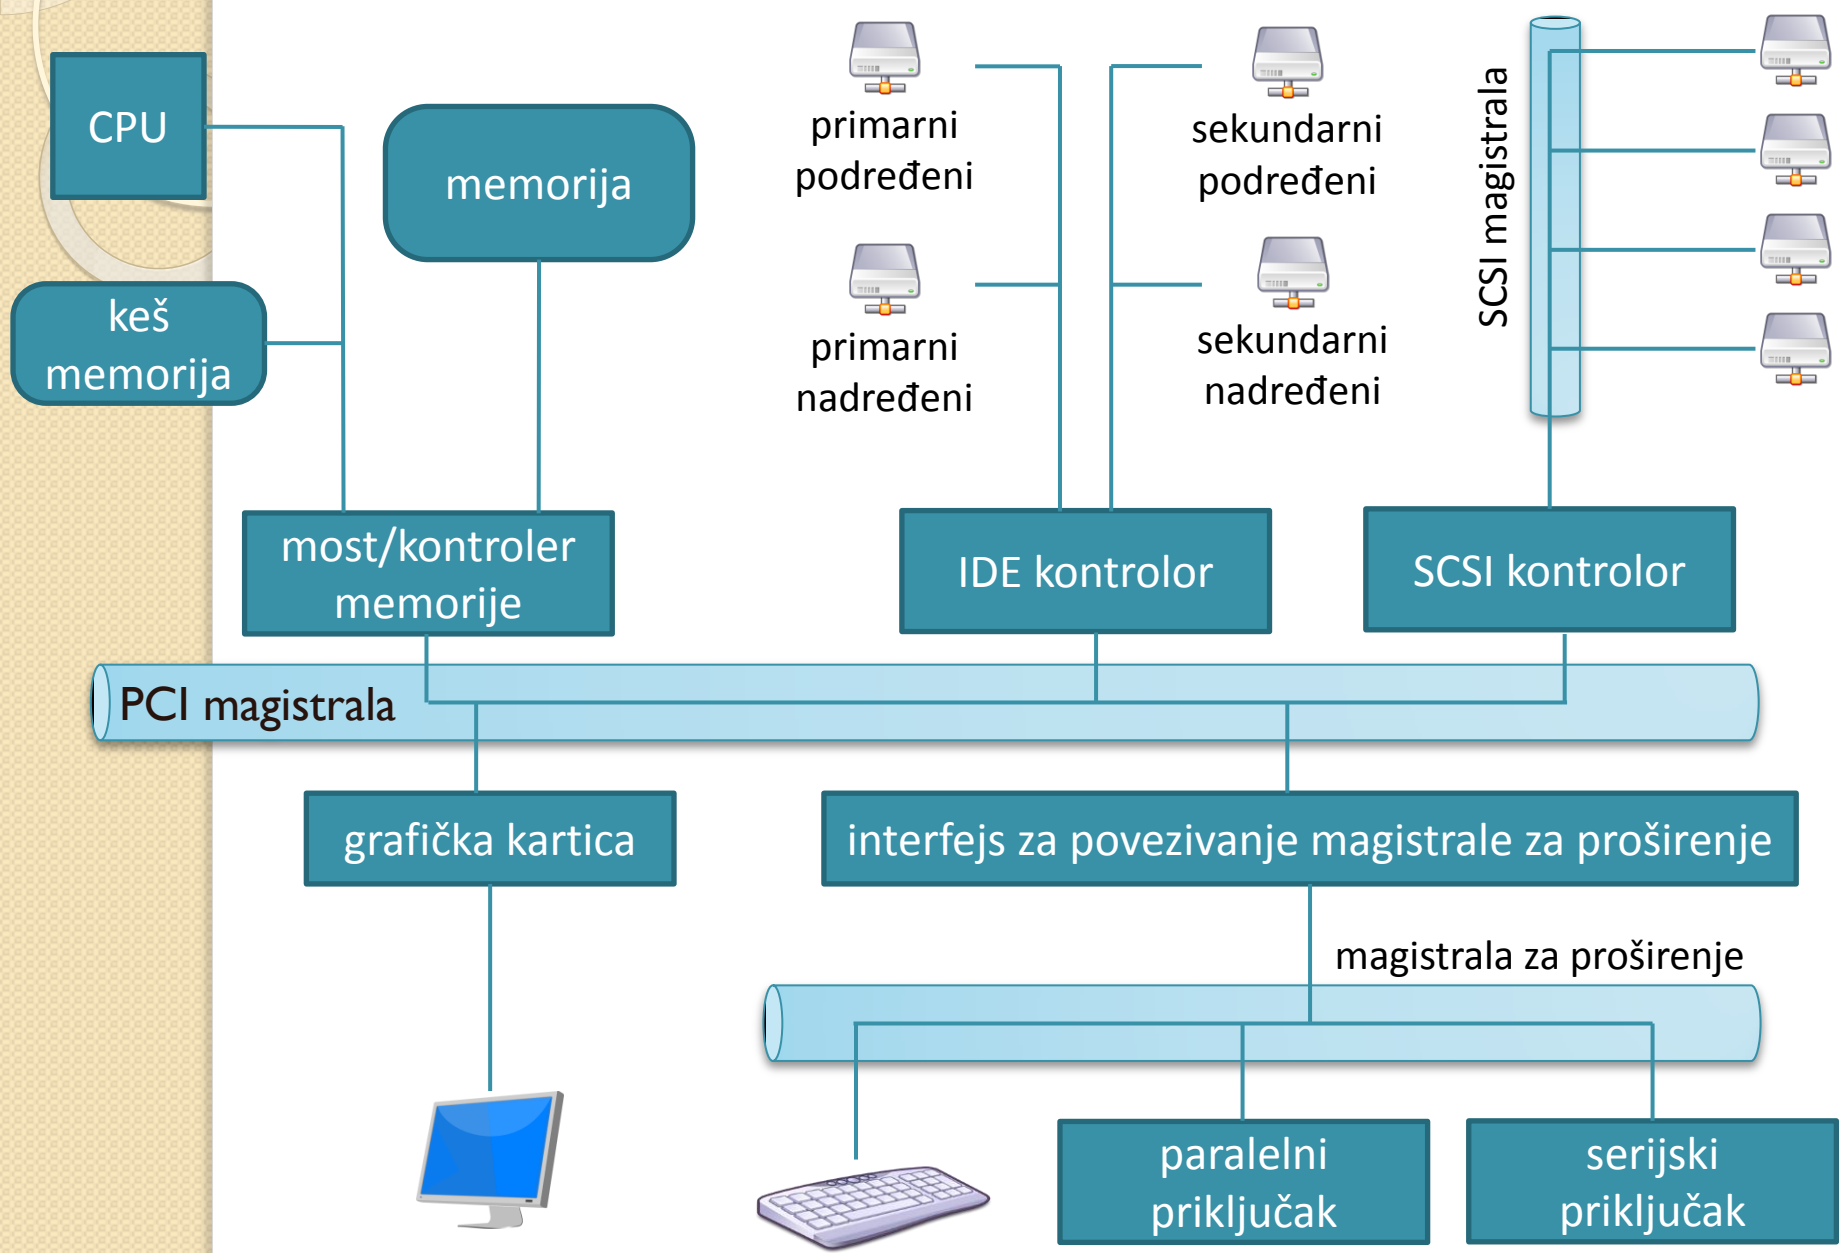 CPU
memorija
keš
memorija
primarni
podređeni
primarni
nadređeni
sekundarni
podređeni
sekundarni
nadređeni
SCSI magistrala
most/kontroler
memorije
IDE kontrolor
SCSI kontrolor
PCI magistrala
grafička kartica
interfejs za povezivanje magistrale za proširenje
magistrala za proširenje
paralelni
priključak
serijski
priključak